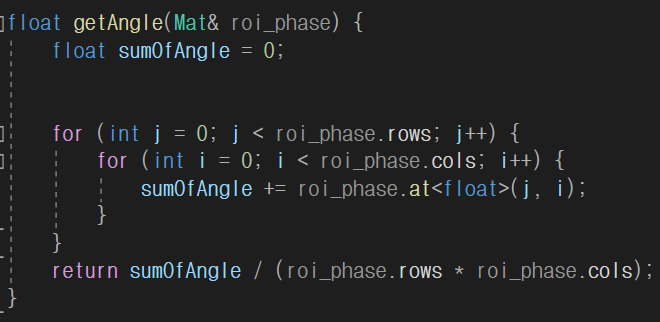 float getAngle(Mat& roi_phase) {
    float sumOfAngle = 0;
    for (int j = 0; j < roi_phase.rows; j++) {
        for (int i = 0; i < roi_phase.cols; i++) {
            sumOfAngle += roi_phase.at<float>(j, i);
        }
    }
    return sumOfAngle / (roi_phase.rows * roi_phase.cols);
}